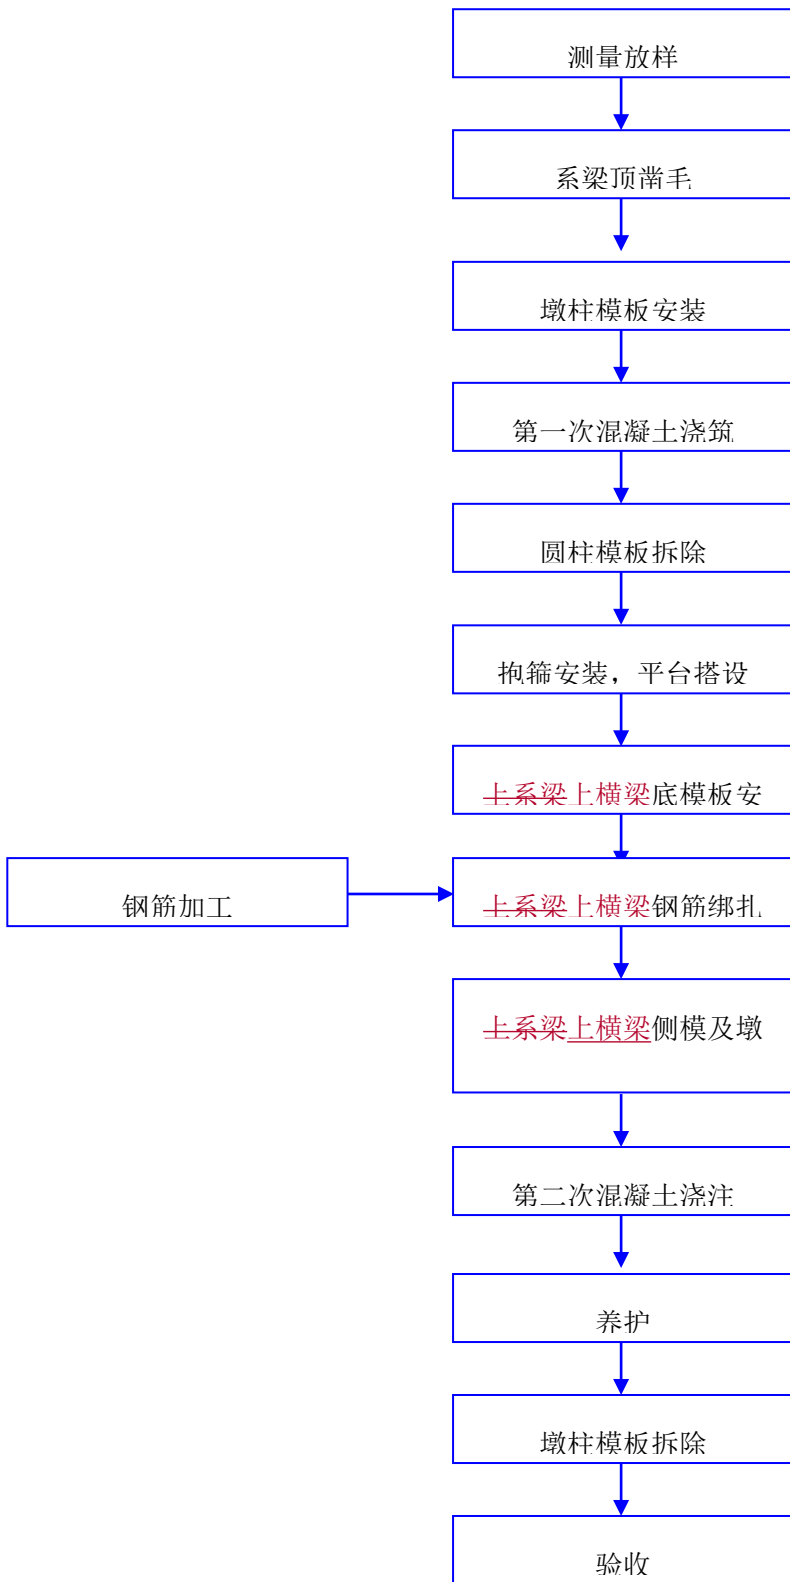 测量放样
系梁顶凿毛
墩柱模板安装
第一次混凝土浇筑
圆柱模板拆除
抱箍安装，平台搭设
上系梁上横梁底模板安
钢筋加工
上系梁上横梁钢筋绑扎
上系梁上横梁侧模及墩
第二次混凝土浇注
养护
墩柱模板拆除
验收